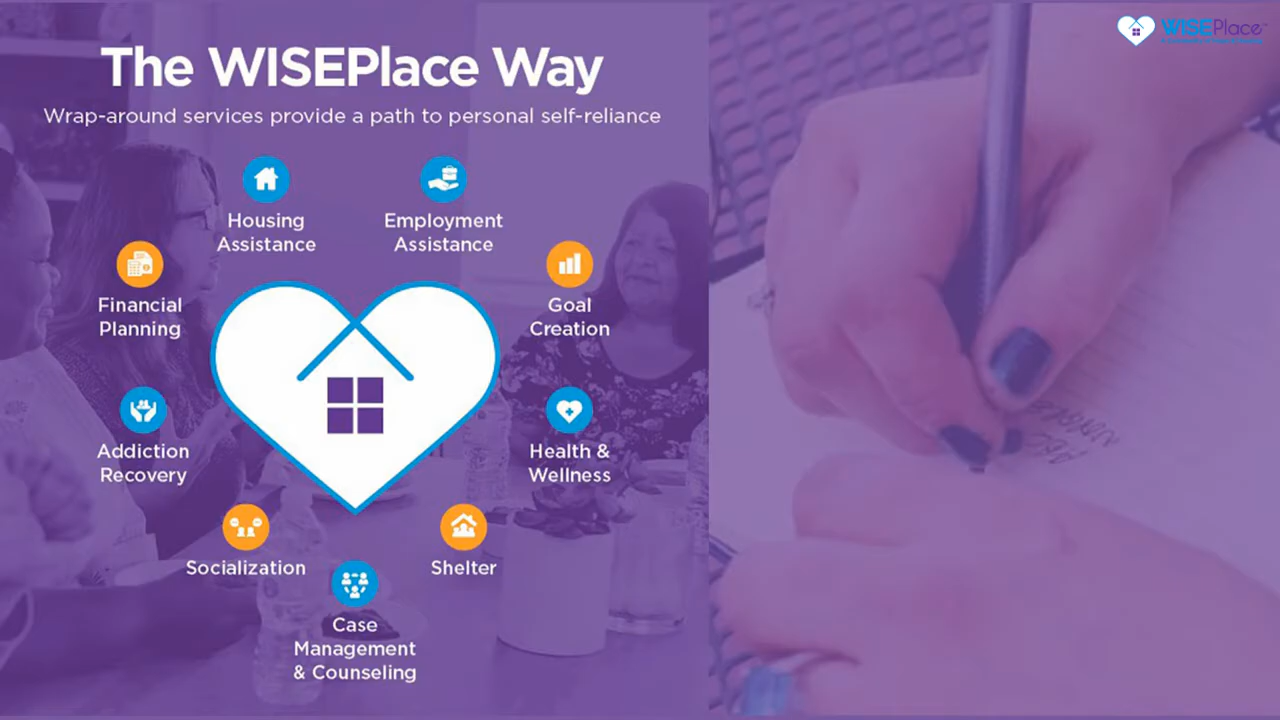 The WISEPlace Way
Wrap-around services provide a path to personal self-reliance
Housing
Assistance
Employment
Assistance
Financial
Planning
Goal
Creation
Addiction
Recovery
Health &
Wellness
Socialization
Shelter
Case
Management
& Counseling
WISEPlace